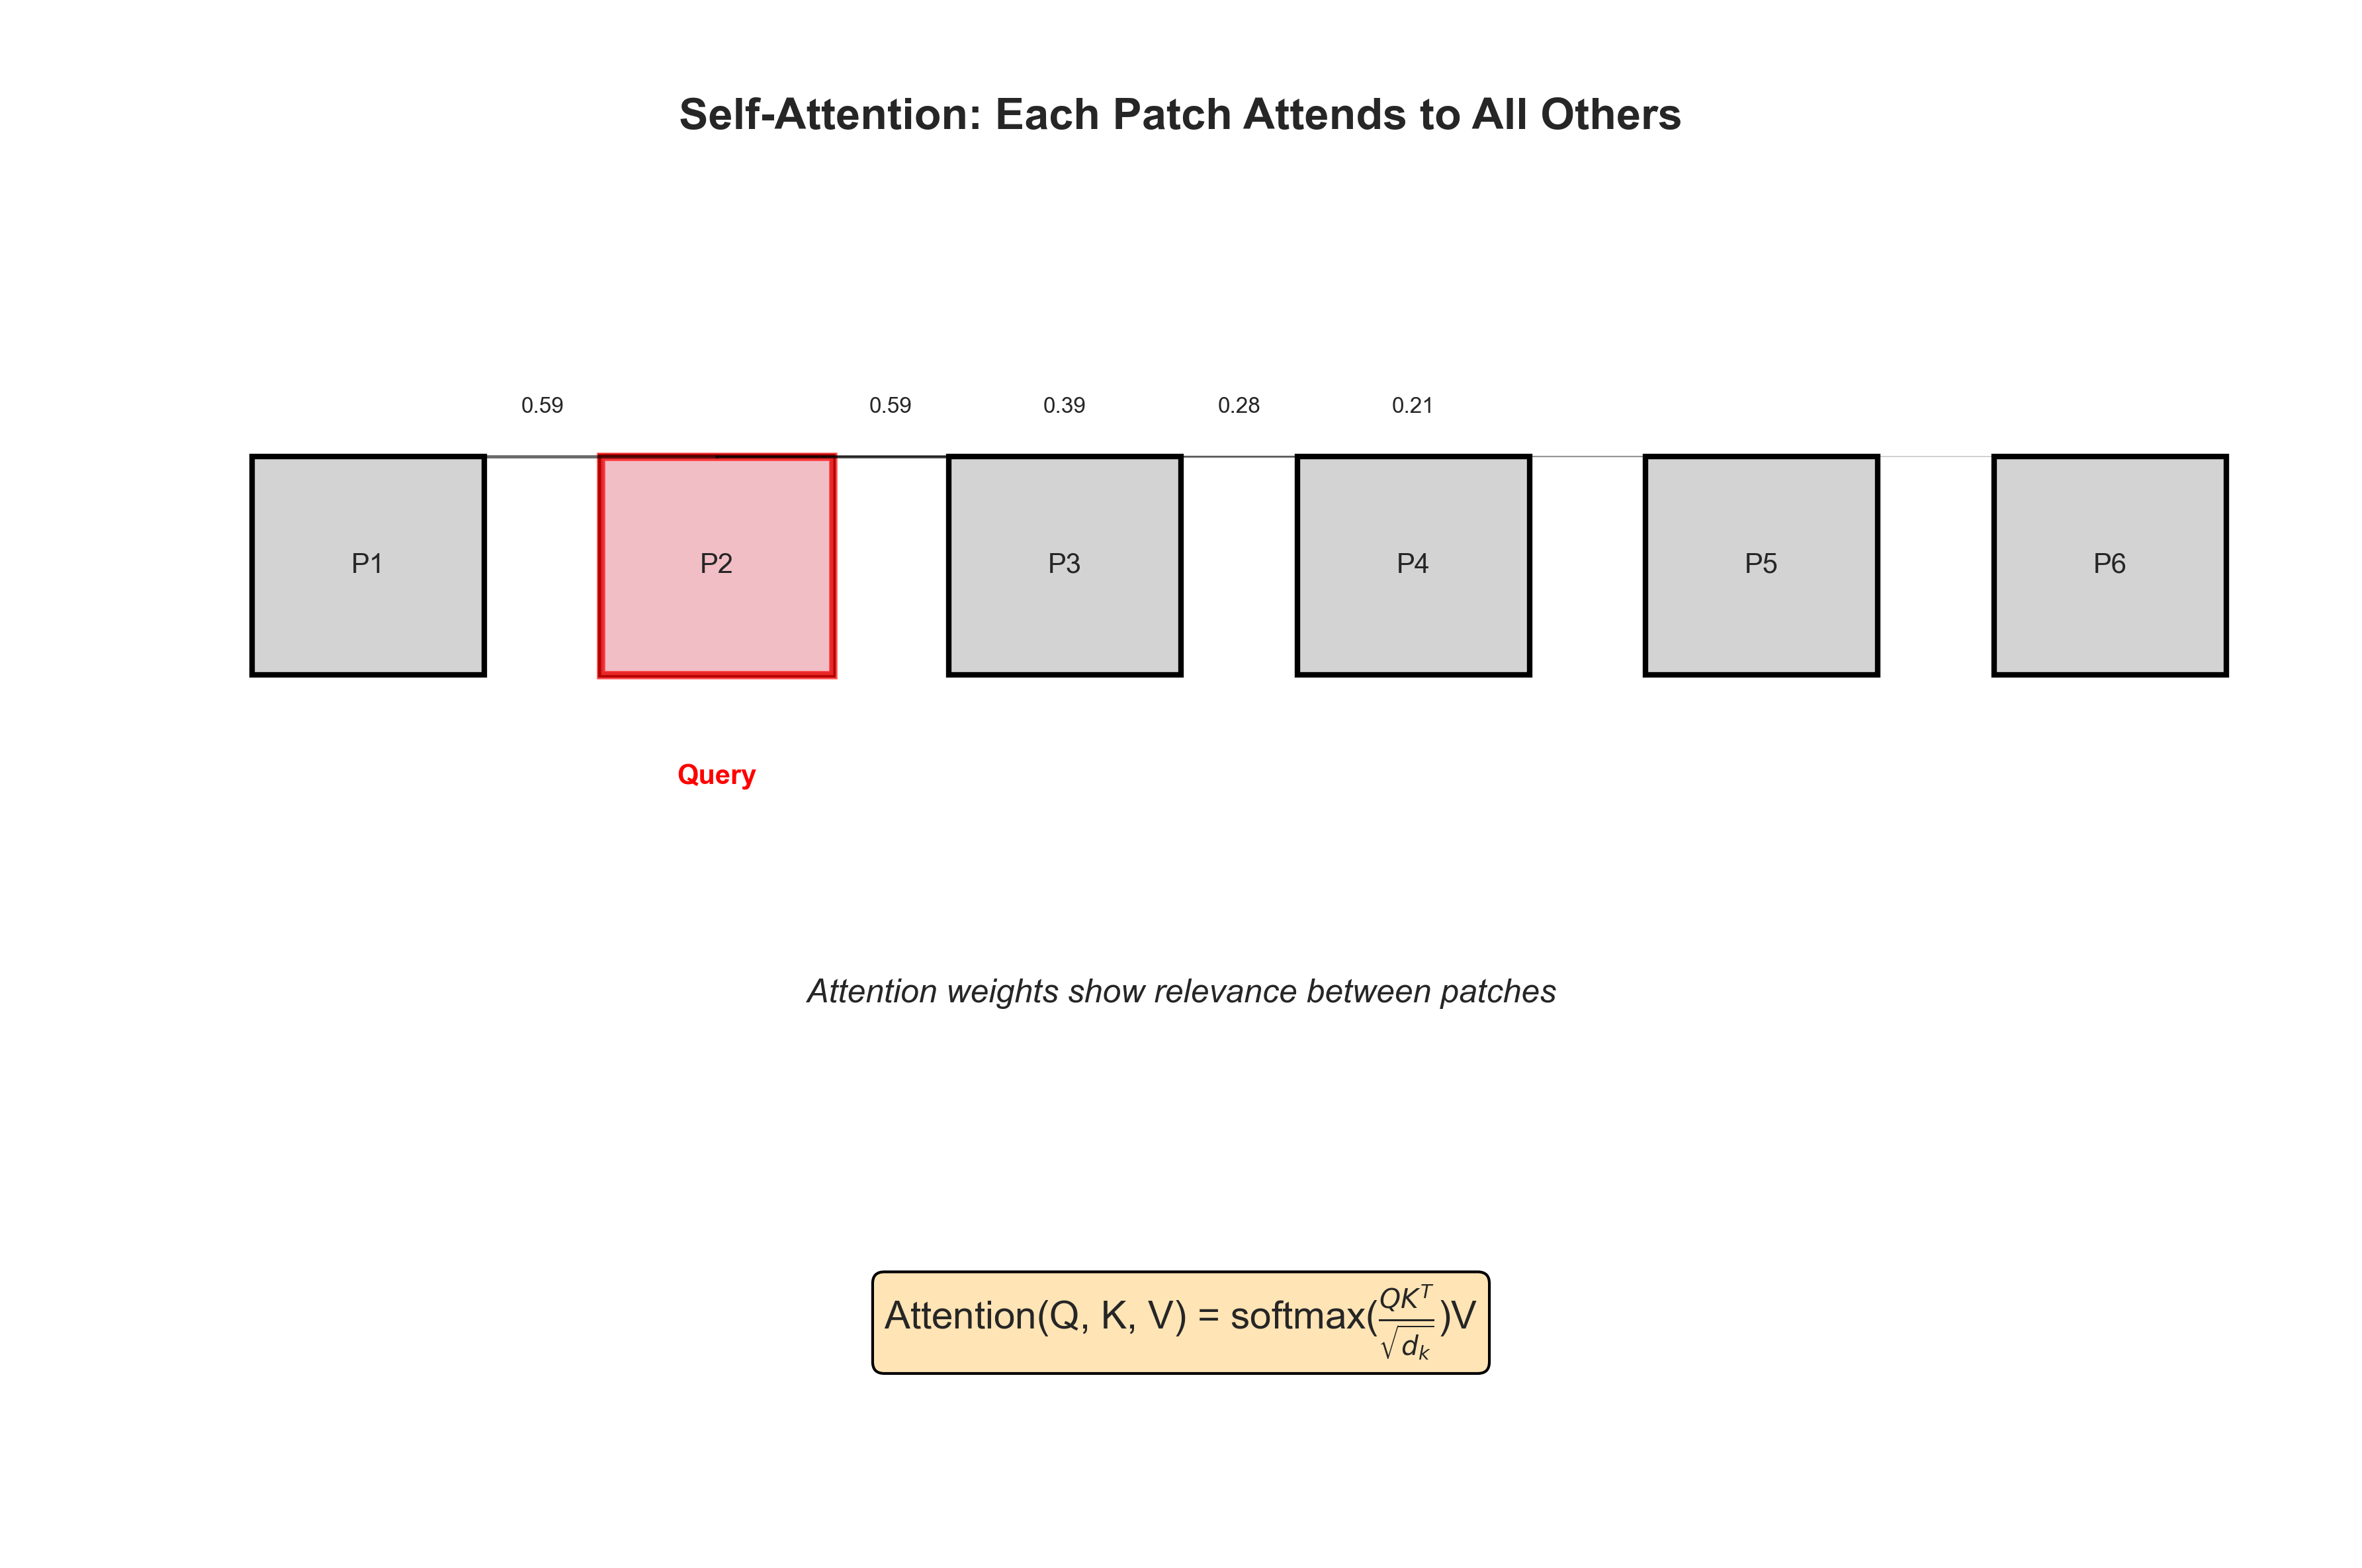 Self-Attention: Each Patch Attends to All Others
0.59 0.59 0.39 0.28 0.21
P1 P2 P3 P4 P5 P6
Query
Attention weights show relevance between patches
Attention(Q, K, V) = softmax(\frac{QK^T}{\sqrt{d_k}})V